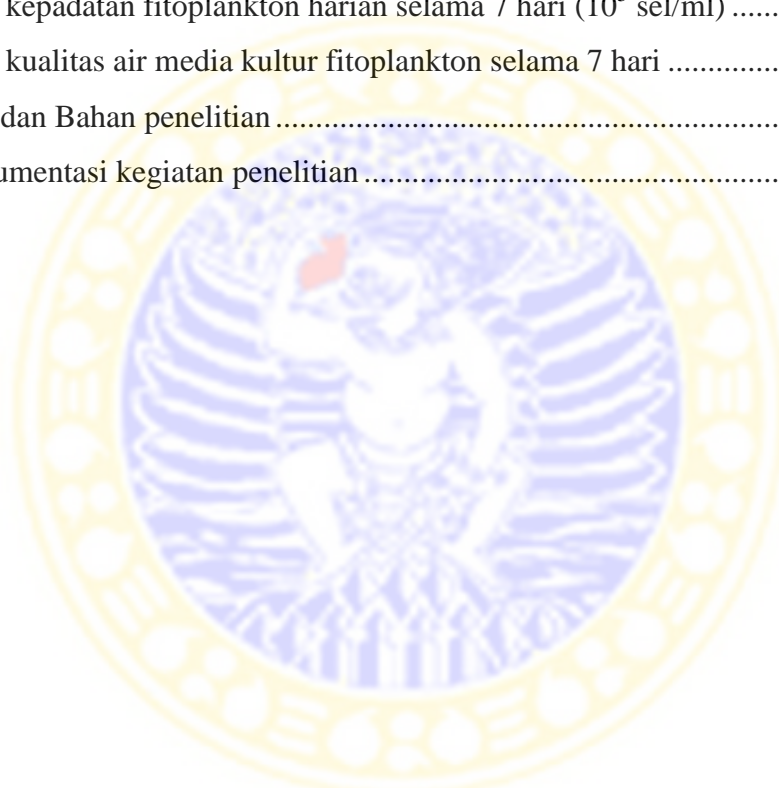 kepadatan fitoplankton harian selama 7 hari (10 sel/ml) ......
kualitas air media kultur fitoplankton selama 7 hari ...............
dan Bahan penelitian ....................................................................
umentasi kegiatan penelitian .........................................................